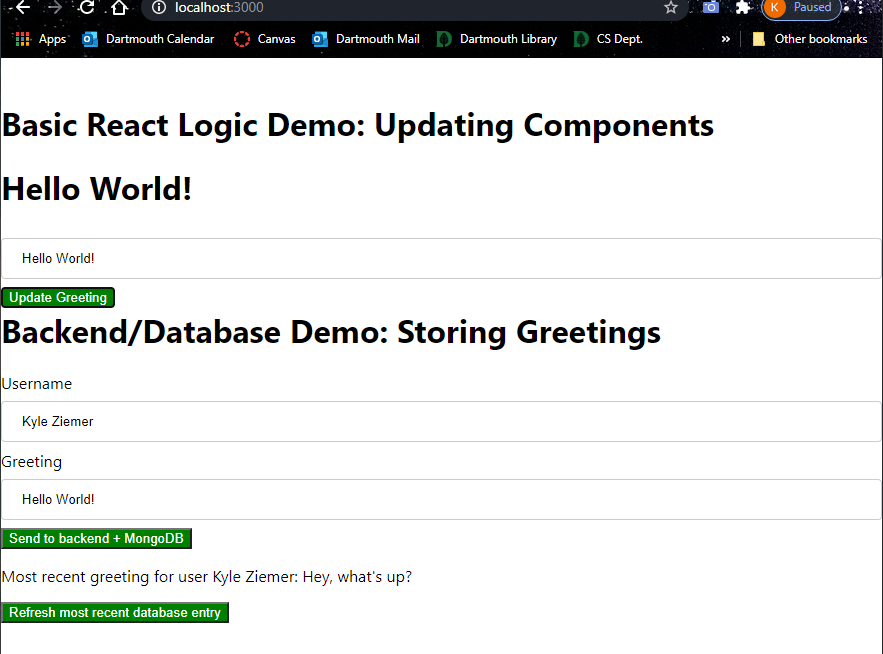 localhost:3000
K Paused
Apps Dartmouth Calendar Canvas Dartmouth Mail Dartmouth Library CS Dept. » Other bookmarks
Basic React Logic Demo: Updating Components
Hello World!
Hello World!
Update Greeting
Backend/Database Demo: Storing Greetings
Username
Kyle Ziemer
Greeting
Hello World!
Send to backend + MongoDB
Most recent greeting for user Kyle Ziemer: Hey, what's up?
Refresh most recent database entry